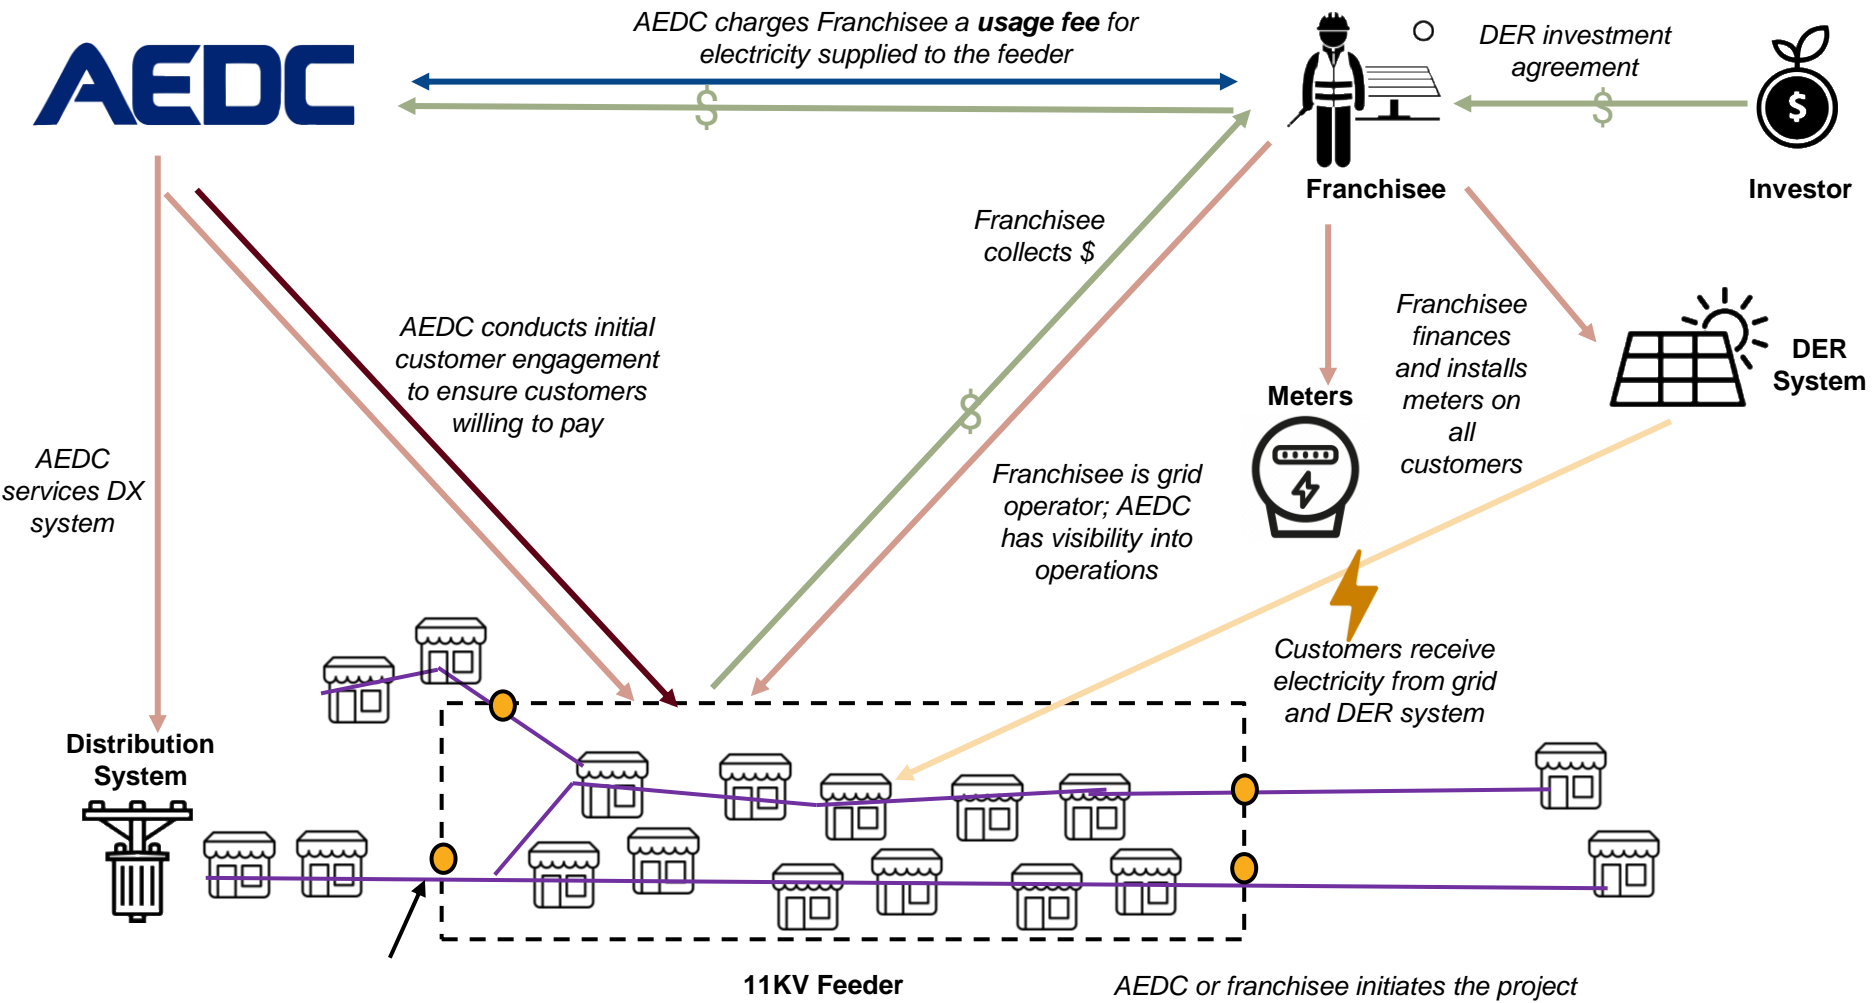 AEDC charges Franchisee a usage fee for
electricity supplied to the feeder
AEDC
DER investment
agreement
$
$
$
Franchisee
Investor
Franchisee
collects $
AEDC conducts initial
customer engagement
to ensure customers
willing to pay
Franchisee
finances
and installs
meters on
all
customers
DER
System
Meters
$
AEDC
services DX
system
Franchisee is grid
operator; AEDC
has visibility into
operations
Customers receive
electricity from grid
and DER system
Distribution
System
11KV Feeder
AEDC or franchisee initiates the project